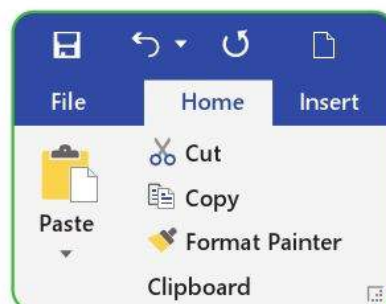 File Home Insert
Cut
Copy
Paste
Format Painter
Clipboard